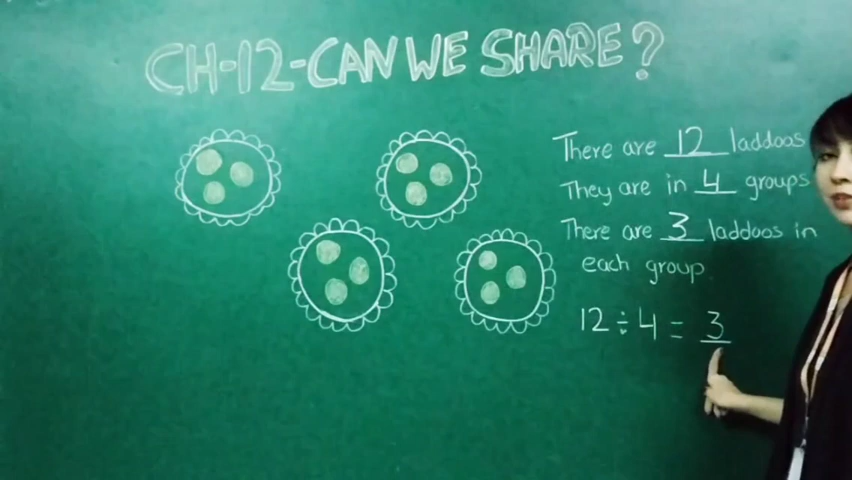 CH-12-CAN WE SHARE?
There are 12 laddoos
They are in 4 groups
There are 3 laddoos in
each group.
12 ÷ 4 = 3